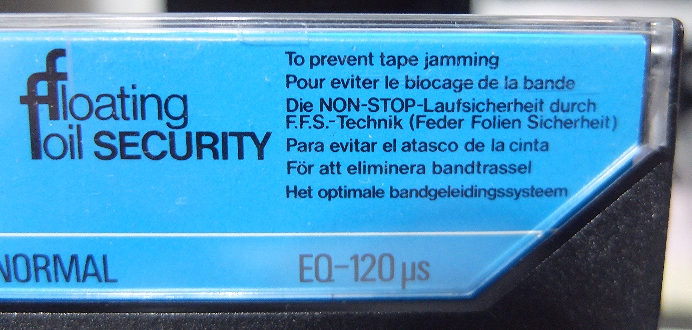 floating
foil SECURITY
To prevent tape jamming
Pour eviter le blocage de la bande
Die NON-STOP-Laufsicherheit durch
F.F.S.-Technik (Feder Folien Sicherheit)
Para evitar el atasco de la cinta
För att eliminera bandtrassel
Het optimale bandgeleidingssysteem
NORMAL
EQ-120 µs